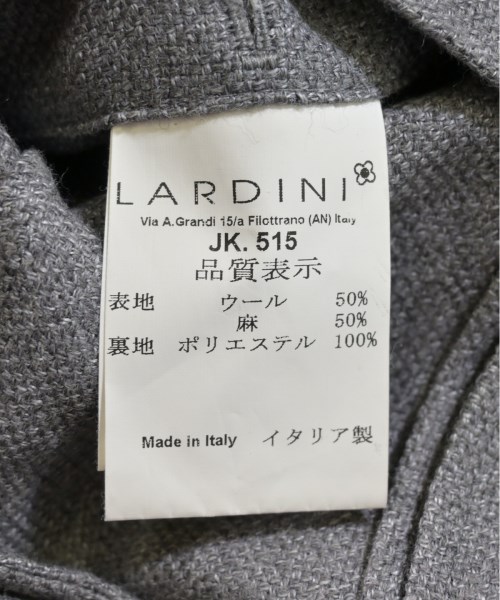 LARDINI
Via A.Grandi 15/a Filottrano (AN) Italy
JK. 515
品質表示
表地 ウール 50%
麻 50%
裏地 ポリエステル 100%
Made in Italy イタリア製